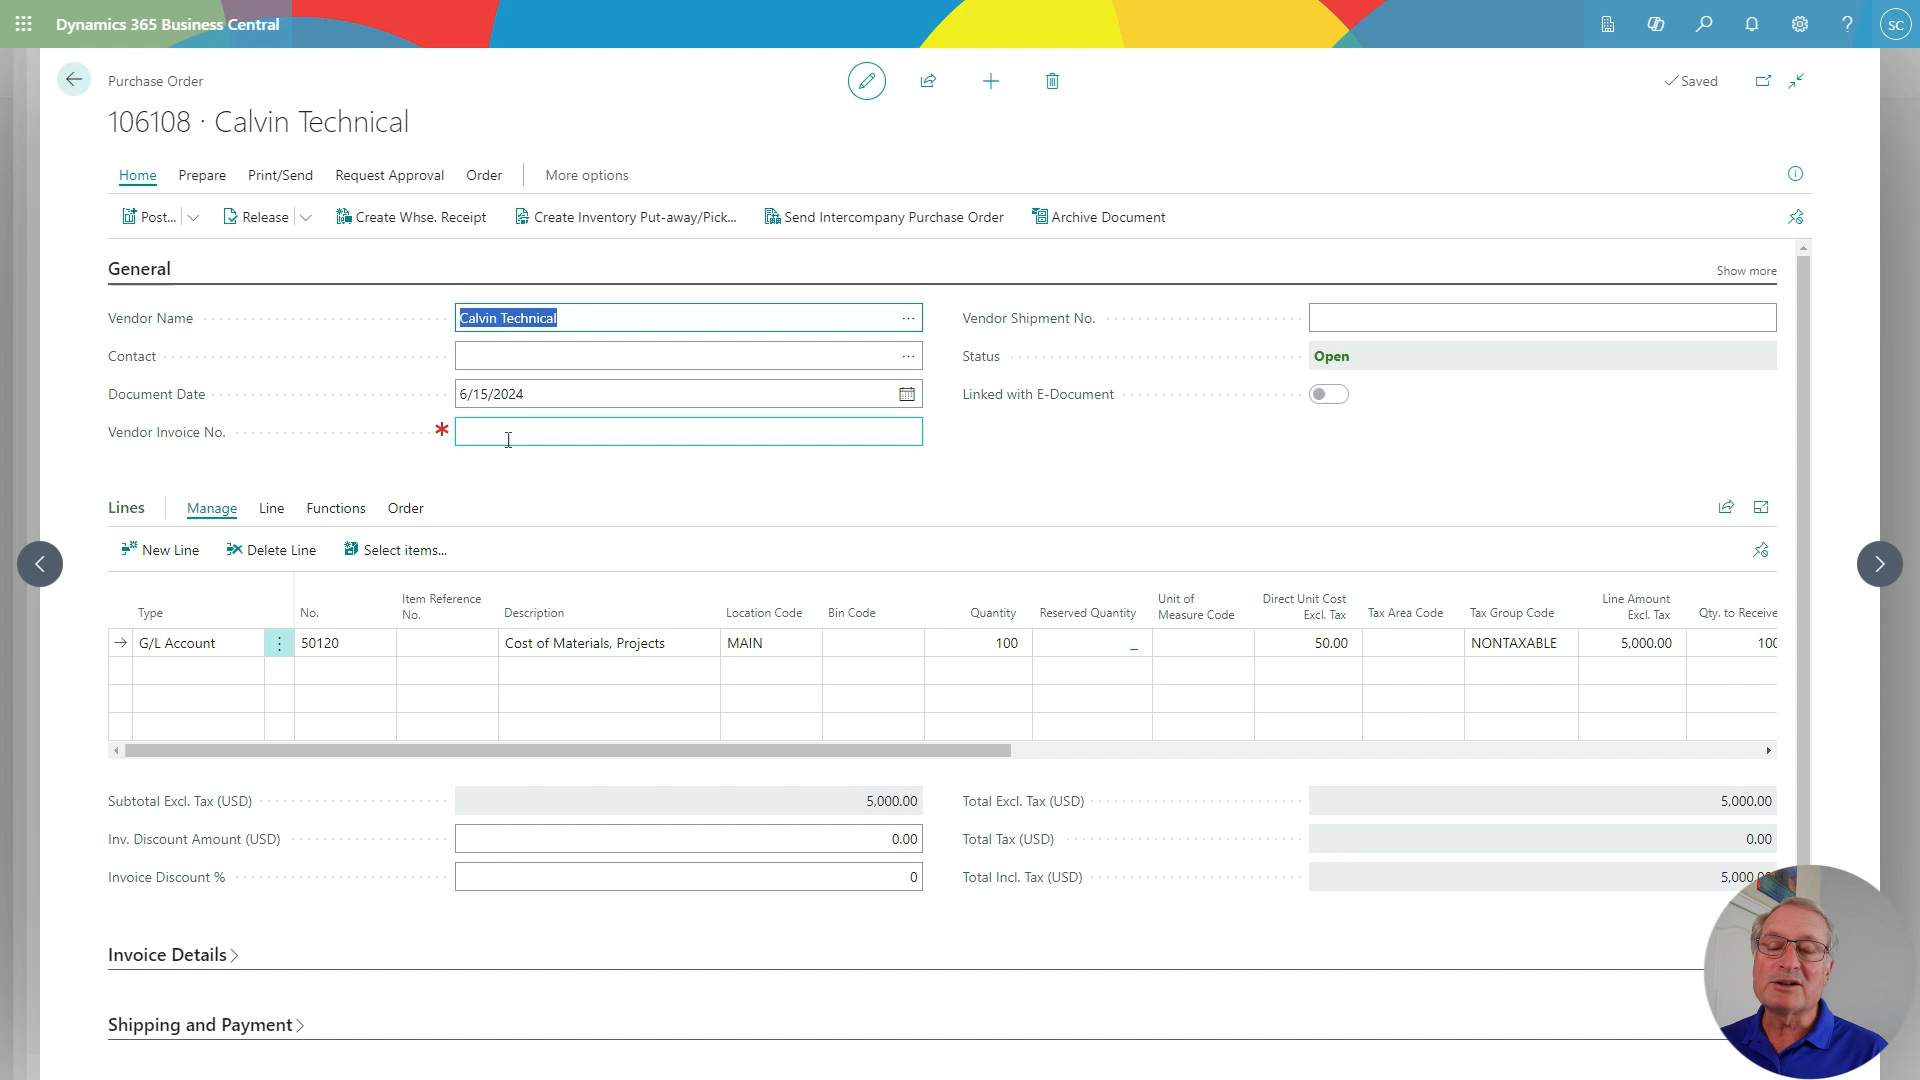 Dynamics 365 Business Central
?
SC
Purchase Order
Saved
106108 · Calvin Technical
Home Prepare Print/Send Request Approval Order More options
Post... Release Create Whse. Receipt Create Inventory Put-away/Pick... Send Intercompany Purchase Order Archive Document
General
Show more
Vendor Name Calvin Technical ... Vendor Shipment No.
Contact ... Status Open
Document Date 6/15/2024 Linked with E-Document
Vendor Invoice No. *
Lines Manage Line Functions Order
New Line Delete Line Select items...
Type No. Item Reference No. Description Location Code Bin Code Quantity Reserved Quantity Unit of Measure Code Direct Unit Cost Excl. Tax Tax Area Code Tax Group Code Line Amount Excl. Tax Qty. to Receive
G/L Account 50120 Cost of Materials, Projects MAIN 100 _ 50.00 NONTAXABLE 5,000.00 100
Subtotal Excl. Tax (USD) 5,000.00 Total Excl. Tax (USD) 5,000.00
Inv. Discount Amount (USD) 0.00 Total Tax (USD) 0.00
Invoice Discount % 0 Total Incl. Tax (USD)
Invoice Details
Shipping and Payment